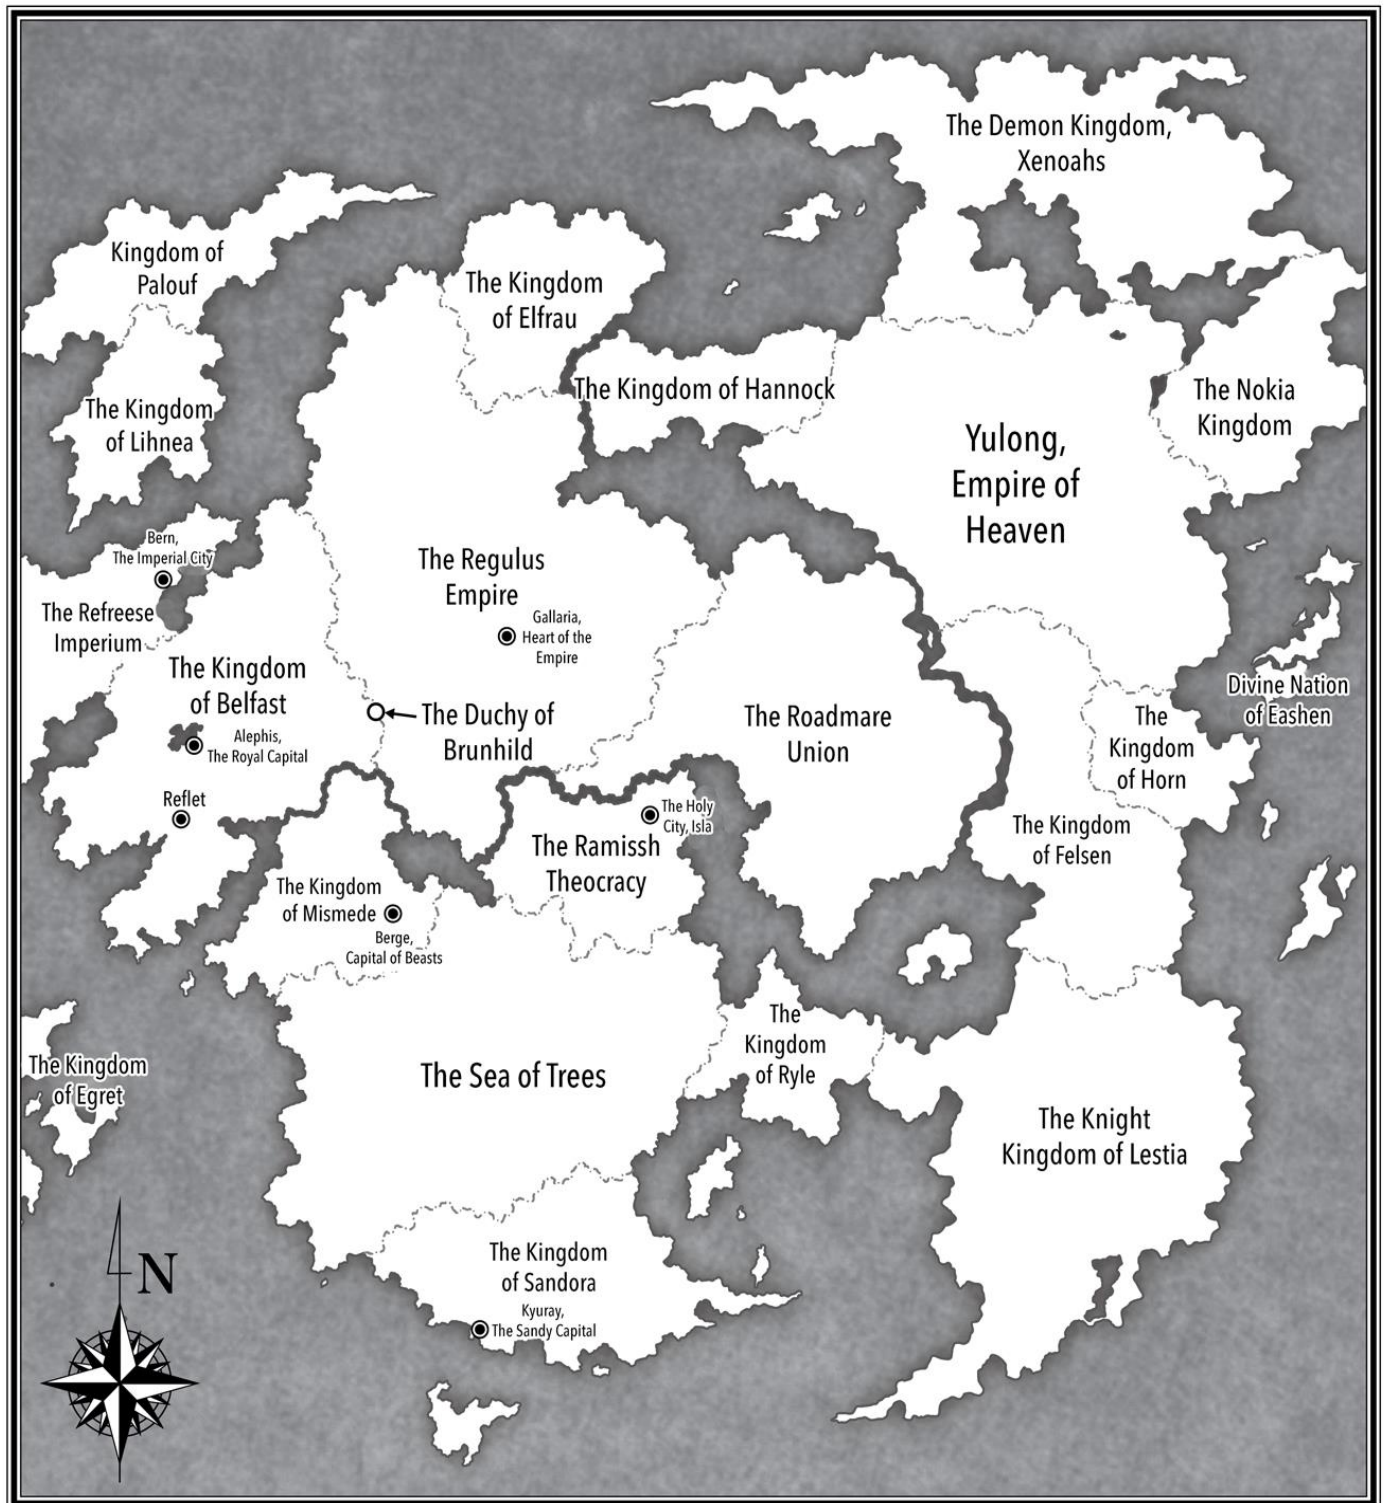 The Demon Kingdom,
Xenoahs
Kingdom of
Palouf
The Kingdom
of Elfrau
The Kingdom of Hannock
The Nokia
Kingdom
The Kingdom
of Lihnea
Yulong,
Empire of
Heaven
Bern,
The Imperial City
The Regulus
Empire
The Refreese
Imperium
Gallaria,
Heart of the
Empire
The Kingdom
of Belfast
Divine Nation
of Eashen
The Duchy of
Brunhild
The Roadmare
Union
The
Kingdom
of Horn
Alephis,
The Royal Capital
Reflet
The Holy
City, Isla
The Kingdom
of Felsen
The Ramissh
Theocracy
The Kingdom
of Mismede
Berge,
Capital of Beasts
The
Kingdom
of Ryle
The Kingdom
of Egret
The Sea of Trees
The Knight
Kingdom of Lestia
The Kingdom
of Sandora
N
Kyuray,
The Sandy Capital